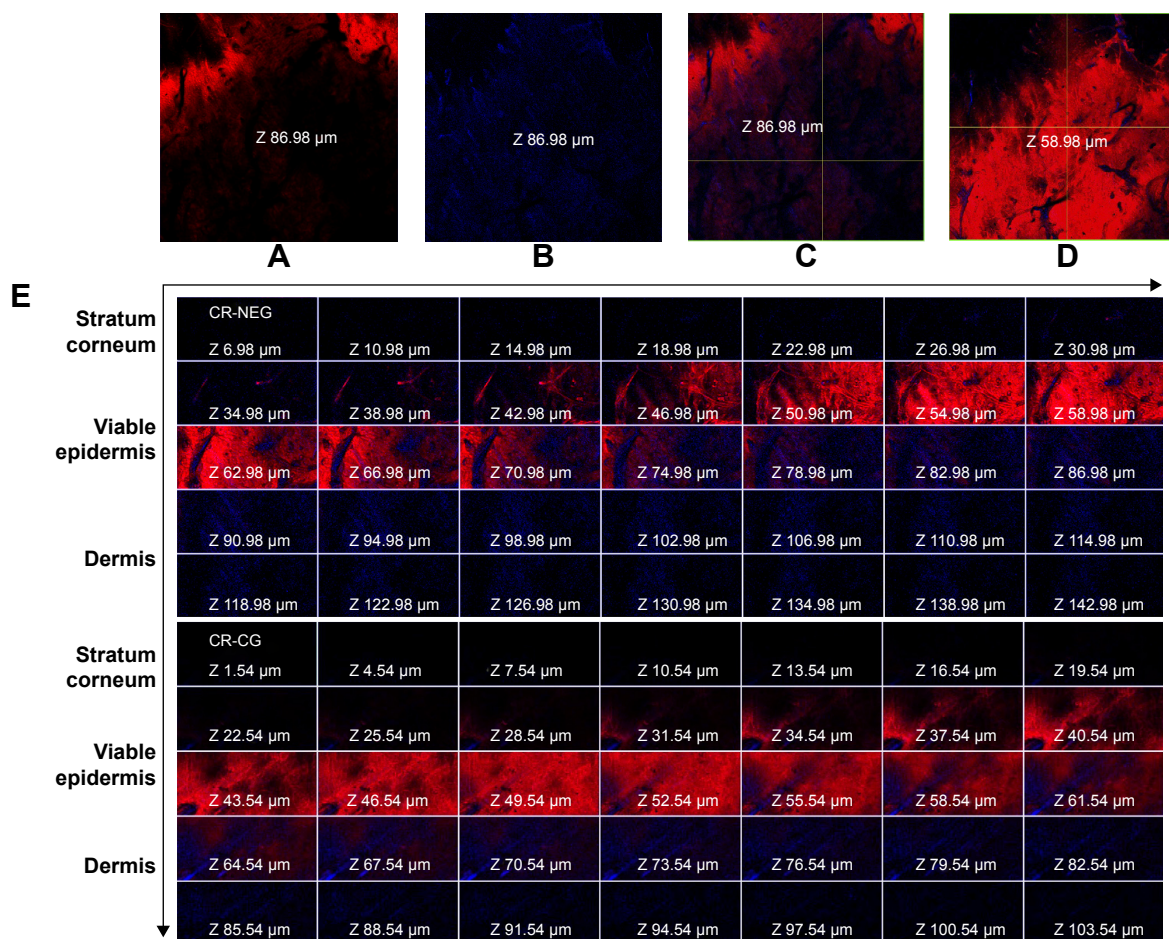 Z 86.98 µm
Z 86.98 µm
Z 86.98 µm
Z 58.98 µm
A
B
C
D
E
Stratum
corneum
CR-NEG
Z 6.98 µm
Z 10.98 µm
Z 14.98 µm
Z 18.98 µm
Z 22.98 µm
Z 26.98 µm
Z 30.98 µm
Viable
epidermis
Z 34.98 µm
Z 38.98 µm
Z 42.98 µm
Z 46.98 µm
Z 50.98 µm
Z 54.98 µm
Z 58.98 µm
Z 62.98 µm
Z 66.98 µm
Z 70.98 µm
Z 74.98 µm
Z 78.98 µm
Z 82.98 µm
Z 86.98 µm
Dermis
Z 90.98 µm
Z 94.98 µm
Z 98.98 µm
Z 102.98 µm
Z 106.98 µm
Z 110.98 µm
Z 114.98 µm
Z 118.98 µm
Z 122.98 µm
Z 126.98 µm
Z 130.98 µm
Z 134.98 µm
Z 138.98 µm
Z 142.98 µm
Stratum
corneum
CR-CG
Z 1.54 µm
Z 4.54 µm
Z 7.54 µm
Z 10.54 µm
Z 13.54 µm
Z 16.54 µm
Z 19.54 µm
Viable
epidermis
Z 22.54 µm
Z 25.54 µm
Z 28.54 µm
Z 31.54 µm
Z 34.54 µm
Z 37.54 µm
Z 40.54 µm
Z 43.54 µm
Z 46.54 µm
Z 49.54 µm
Z 52.54 µm
Z 55.54 µm
Z 58.54 µm
Z 61.54 µm
Dermis
Z 64.54 µm
Z 67.54 µm
Z 70.54 µm
Z 73.54 µm
Z 76.54 µm
Z 79.54 µm
Z 82.54 µm
Z 85.54 µm
Z 88.54 µm
Z 91.54 µm
Z 94.54 µm
Z 97.54 µm
Z 100.54 µm
Z 103.54 µm